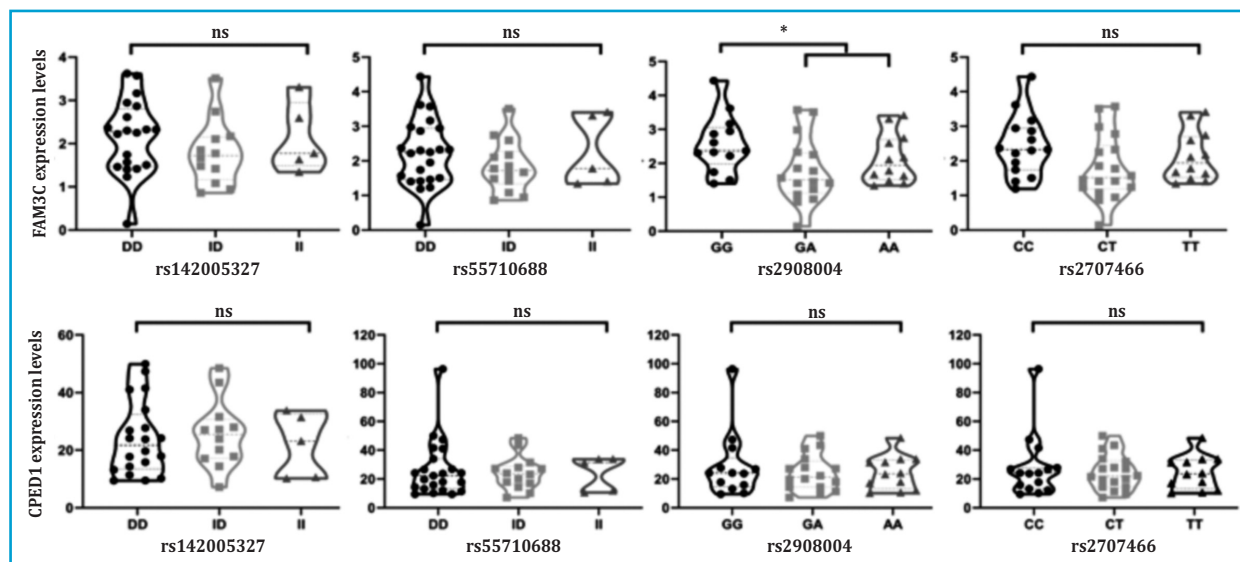 ns
ns
*
ns
FAM3C expression levels
4
3
2
1
0
DD
ID
II
rs142005327
5
4
3
2
1
0
DD
ID
II
rs55710688
5
4
3
2
1
0
GG
GA
AA
rs2908004
5
4
3
2
1
0
CC
CT
TT
rs2707466
ns
ns
ns
ns
CPED1 expression levels
60
40
20
0
DD
ID
II
rs142005327
120
100
80
60
40
20
0
DD
ID
II
rs55710688
120
100
80
60
40
20
0
GG
GA
AA
rs2908004
120
100
80
60
40
20
0
CC
CT
TT
rs2707466